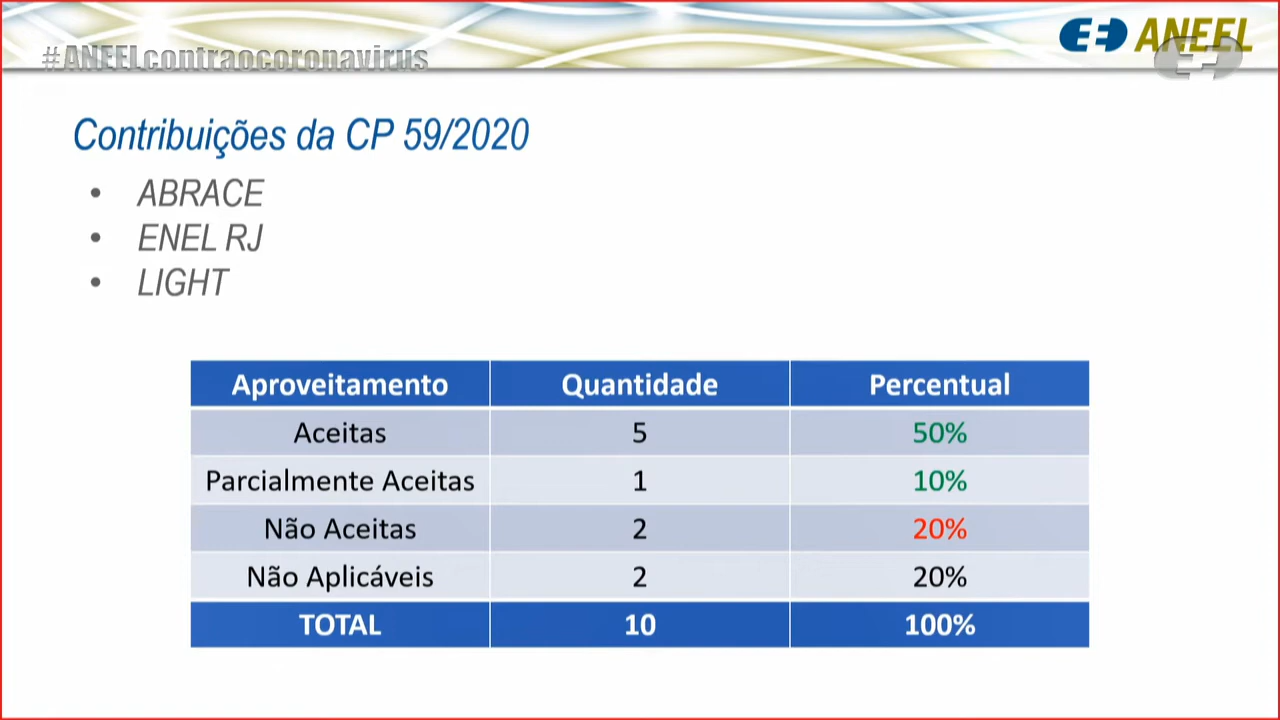 #ANEELcontraocoronavirus
ANEEL
Contribuições da CP 59/2020
• ABRACE
• ENEL RJ
• LIGHT
Aproveitamento Quantidade Percentual
Aceitas 5 50%
Parcialmente Aceitas 1 10%
Não Aceitas 2 20%
Não Aplicáveis 2 20%
TOTAL 10 100%